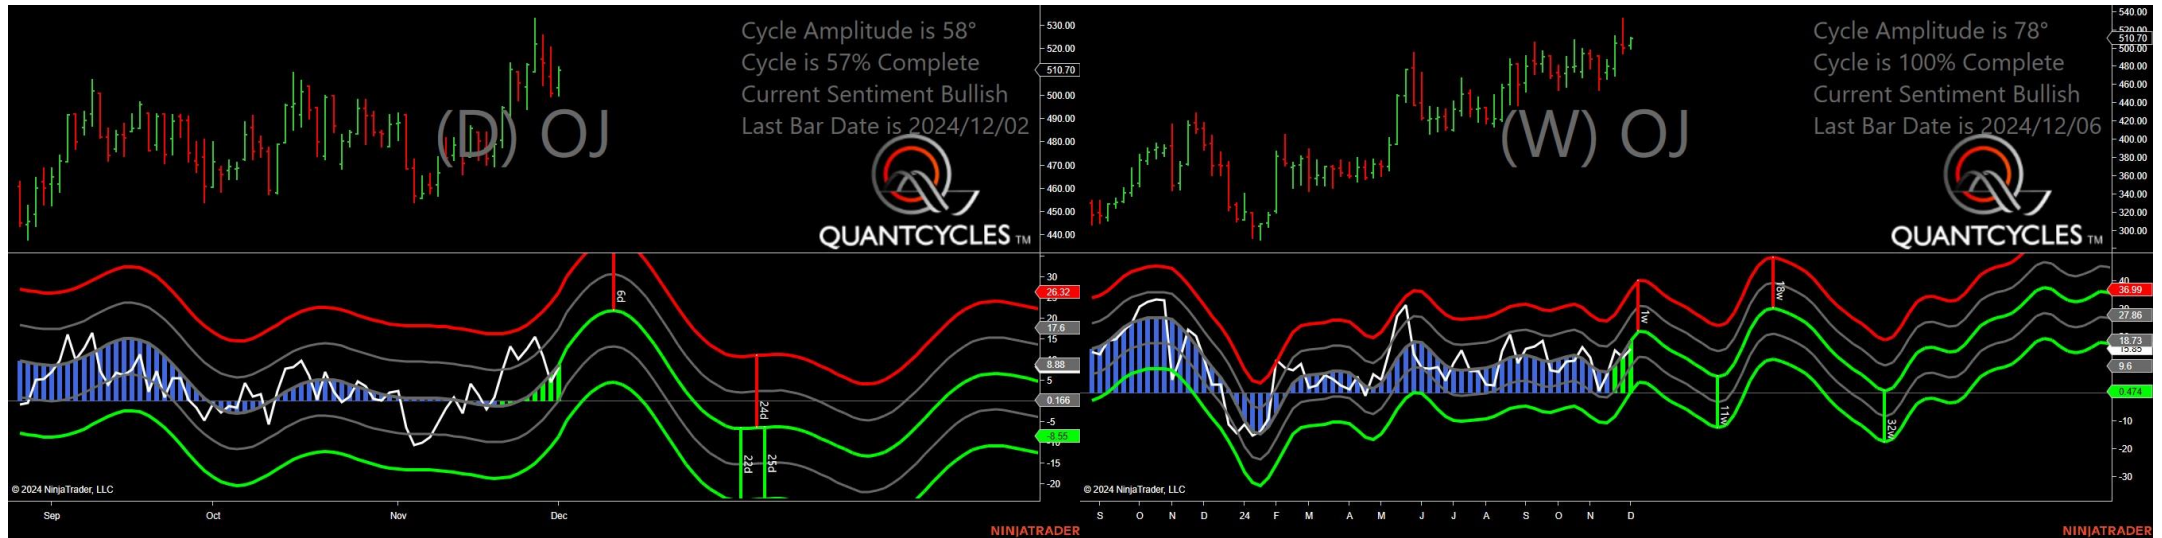 Cycle Amplitude is 58°
Cycle is 57% Complete
Current Sentiment Bullish
Last Bar Date is 2024/12/02
(D) OJ
QUANTCYCLES TM
530.00
520.00
510.70
500.00
490.00
480.00
470.00
460.00
450.00
440.00
30
26.32
20
17.6
15
8.88
5
0.166
-5
-8.55
-15
-20
6d
24d
22d
25d
© 2024 NinjaTrader, LLC
Sep Oct Nov Dec
NINJATRADER
Cycle Amplitude is 78°
Cycle is 100% Complete
Current Sentiment Bullish
Last Bar Date is 2024/12/06
(W) OJ
QUANTCYCLES TM
540.00
520.00
510.70
500.00
480.00
460.00
440.00
420.00
400.00
380.00
360.00
340.00
320.00
300.00
40
36.99
27.86
18.73
15.85
9.6
0.474
-10
-20
-30
1w
18w
11w
32w
© 2024 NinjaTrader, LLC
S O N D 24 F M A M J J A S O N D
NINJATRADER